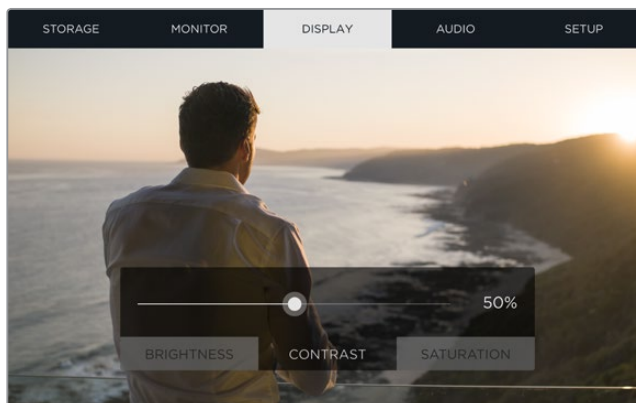 STORAGE MONITOR DISPLAY AUDIO SETUP
50%
BRIGHTNESS CONTRAST SATURATION